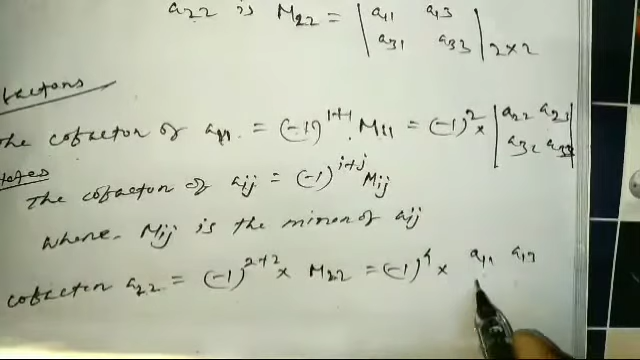 a22 is M22 = | a11 a13
a31 a33 | 2×2
factors
The cofactor of a11 = (-1)^1+1 . M11 = (-1)^2 × | a22 a23
a32 a33 |
Notes
The cofactor of aij = (-1)^i+j Mij
where Mij is the minor of aij
cofactor a22 = (-1)^2+2 × M22 = (-1)^4 × a11 a13